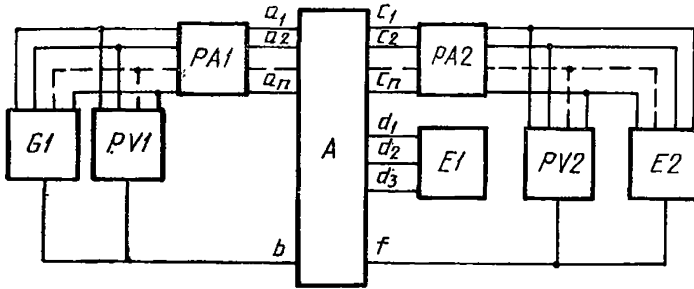 a1 c1
a2 c2
PA1 PA2
an cn
d1
G1 PV1 A d2 E1 PV2 E2
d3
b f